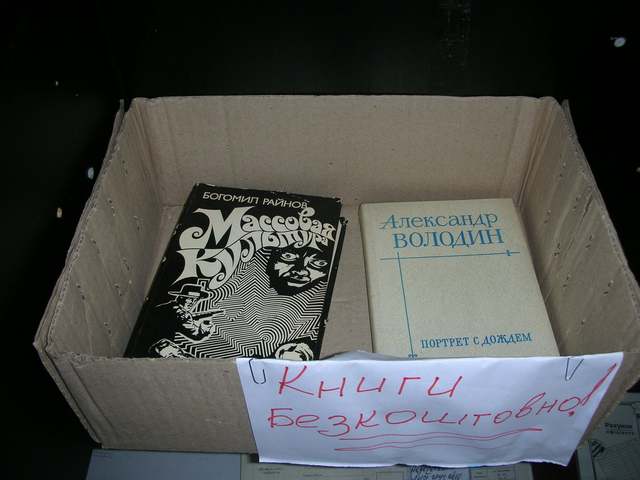 БОГОМИЛ РАЙНОВ
Массовая
Культура
Александр
ВОЛОДИН
ПОРТРЕТ С ДОЖДЕМ
Книги
Безкоштовно!